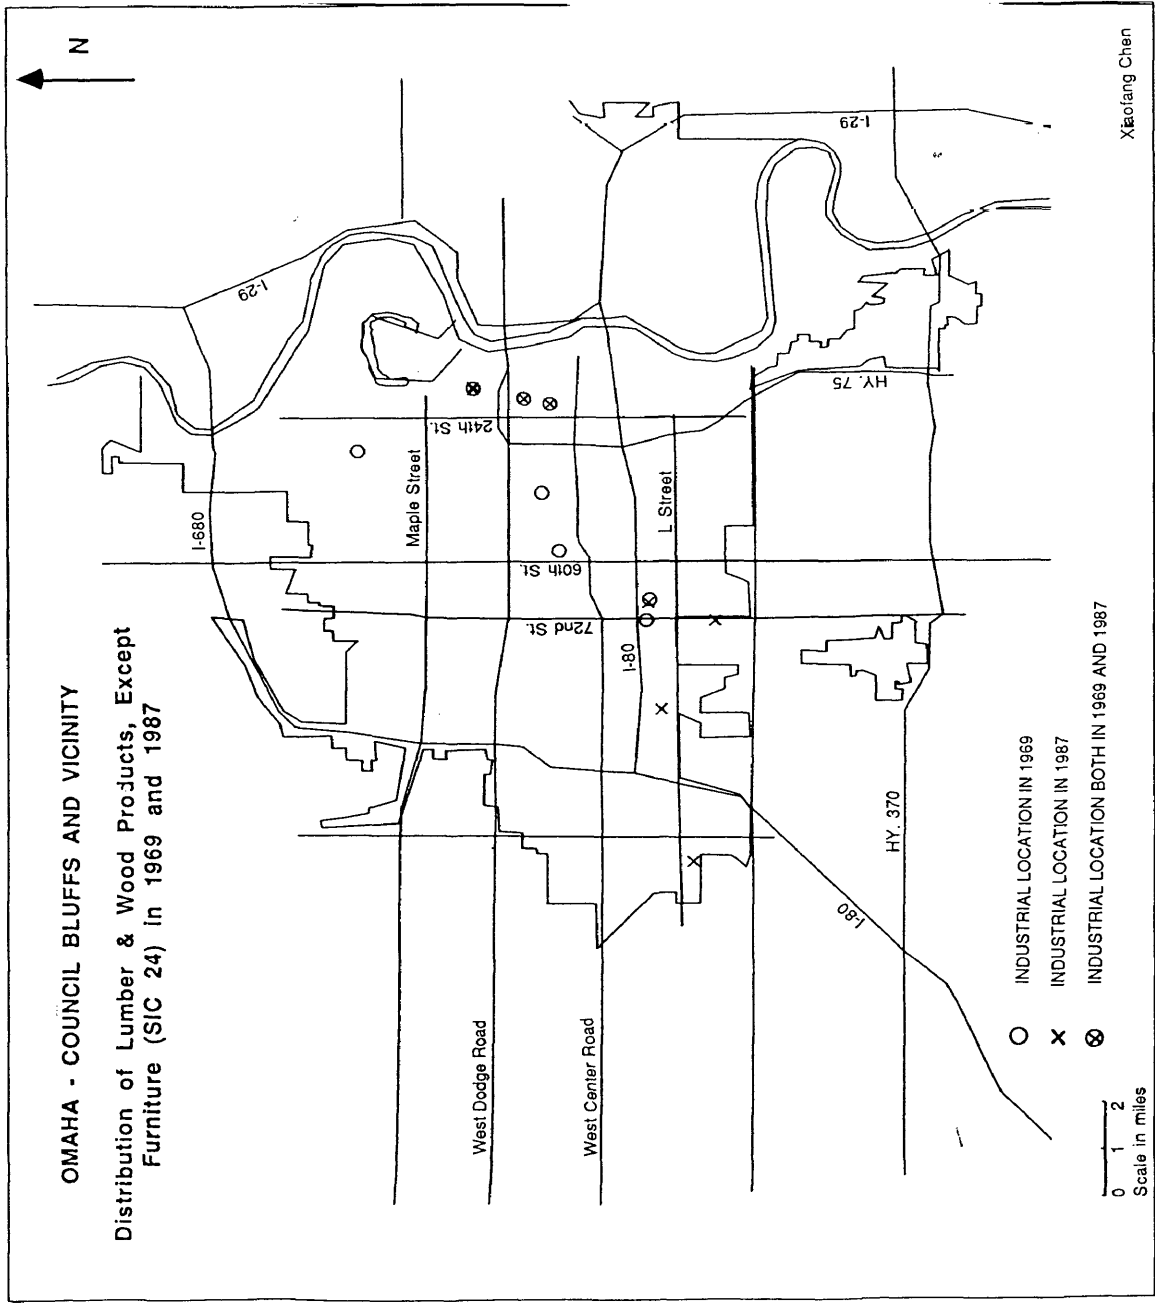 OMAHA - COUNCIL BLUFFS AND VICINITY
Distribution of Lumber & Wood Products, Except
Furniture (SIC 24) in 1969 and 1987
N
I-29
I-680
24th St.
Maple Street
60th St.
72nd St.
L Street
I-80
HY. 75
I-29
West Dodge Road
West Center Road
HY. 370
I-80
INDUSTRIAL LOCATION IN 1969
INDUSTRIAL LOCATION IN 1987
INDUSTRIAL LOCATION BOTH IN 1969 AND 1987
0 1 2
Scale in miles
Xiaofang Chen